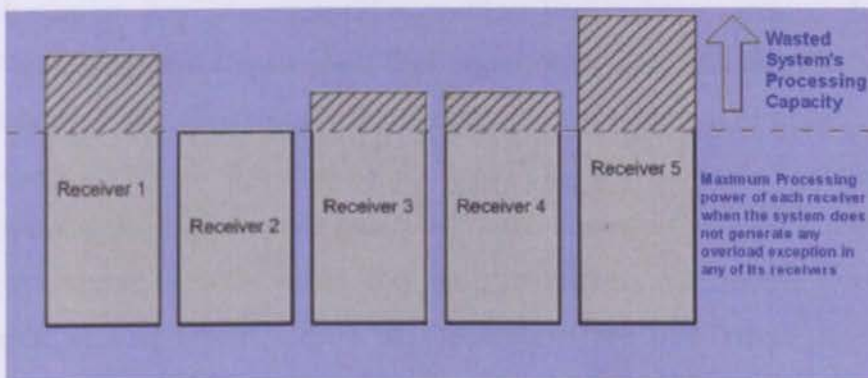 Wasted
System's
Processing
Capacity
Receiver 1
Receiver 2
Receiver 3
Receiver 4
Receiver 5
Maximum Processing
power of each receiver
when the system does
not generate any
overload exception in
any of its receivers